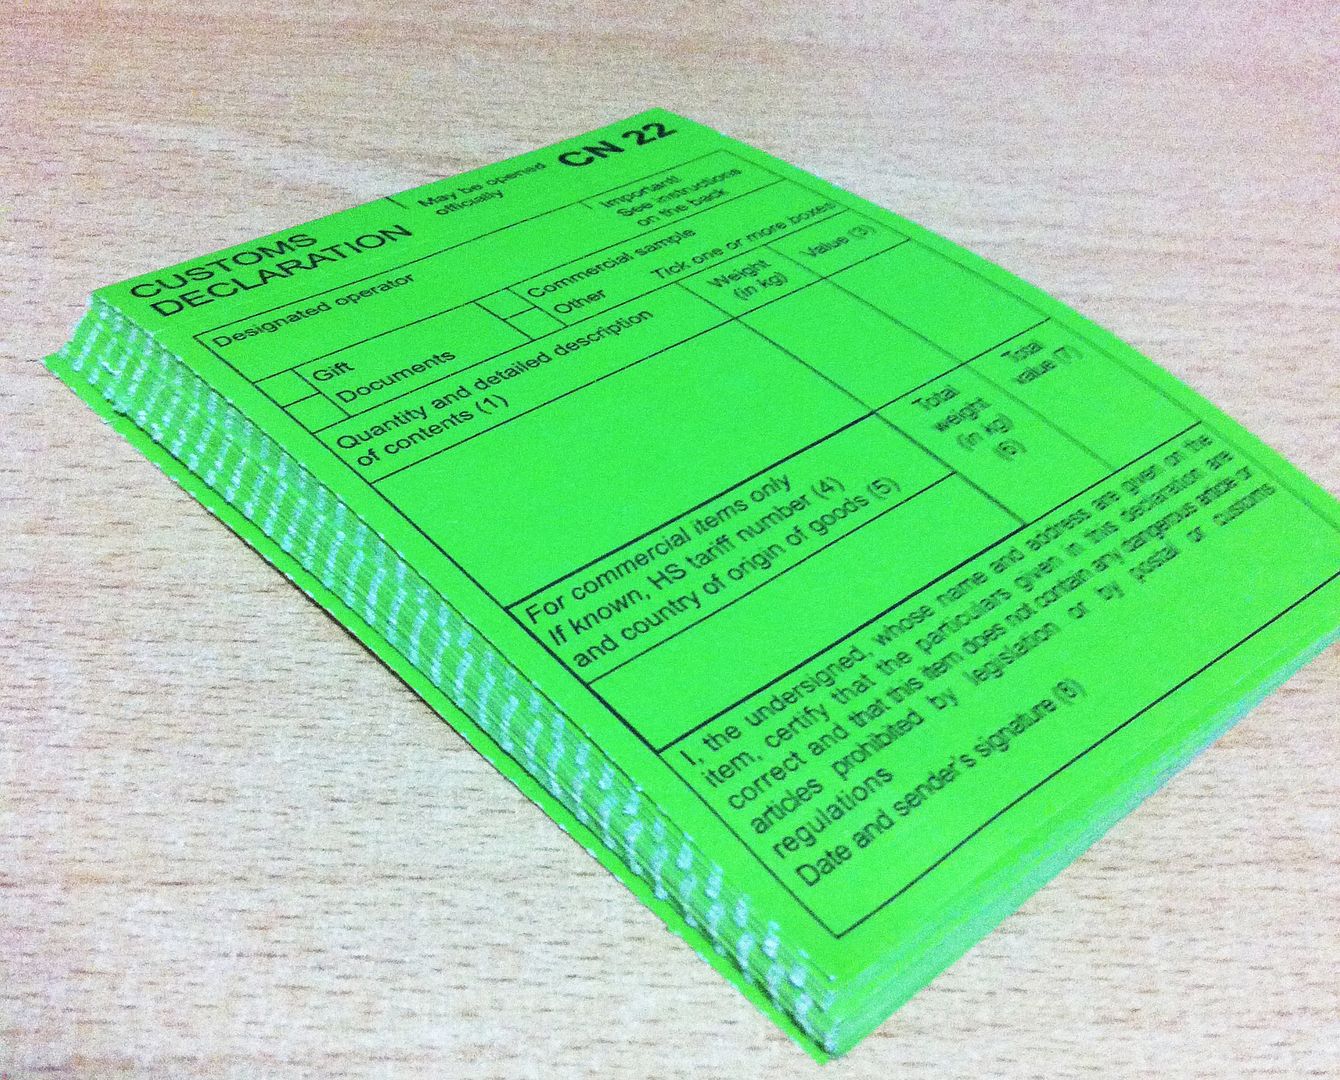 CUSTOMS
DECLARATION
May be opened
officially
CN 22
Designated operator
Important!
See instructions
on the back
Gift
Commercial sample
Documents
Other
Tick one or more boxes
Quantity and detailed description
of contents (1)
Weight
(in kg)
Value (3)
For commercial items only
If known, HS tariff number (4)
and country of origin of goods (5)
Total
weight
(in kg)
(6)
Total
value (7)
I, the undersigned, whose name and address are given on the
item, certify that the particulars given in this declaration are
correct and that this item does not contain any dangerous article or
articles prohibited by legislation or by postal or customs
regulations
Date and sender's signature (8)